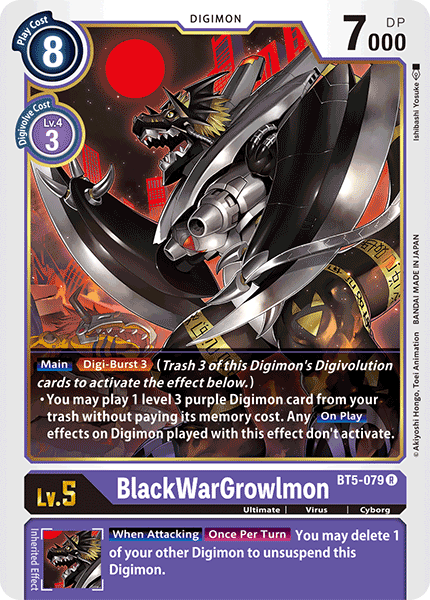 DIGIMON
Play Cost
8
7000 DP
Digivolve Cost
Lv.4
3
Ishibashi Yosuke
Main Digi-Burst 3 (Trash 3 of this Digimon's Digivolution
cards to activate the effect below.)
・You may play 1 level 3 purple Digimon card from your
trash without paying its memory cost. Any On Play
effects on Digimon played with this effect don't activate.
© Akiyoshi Hongo, Toei Animation BANDAI MADE IN JAPAN
Lv.5 BlackWarGrowlmon BT5-079 R
Ultimate Virus Cyborg
Inherited Effect
When Attacking Once Per Turn You may delete 1
of your other Digimon to unsuspend this
Digimon.